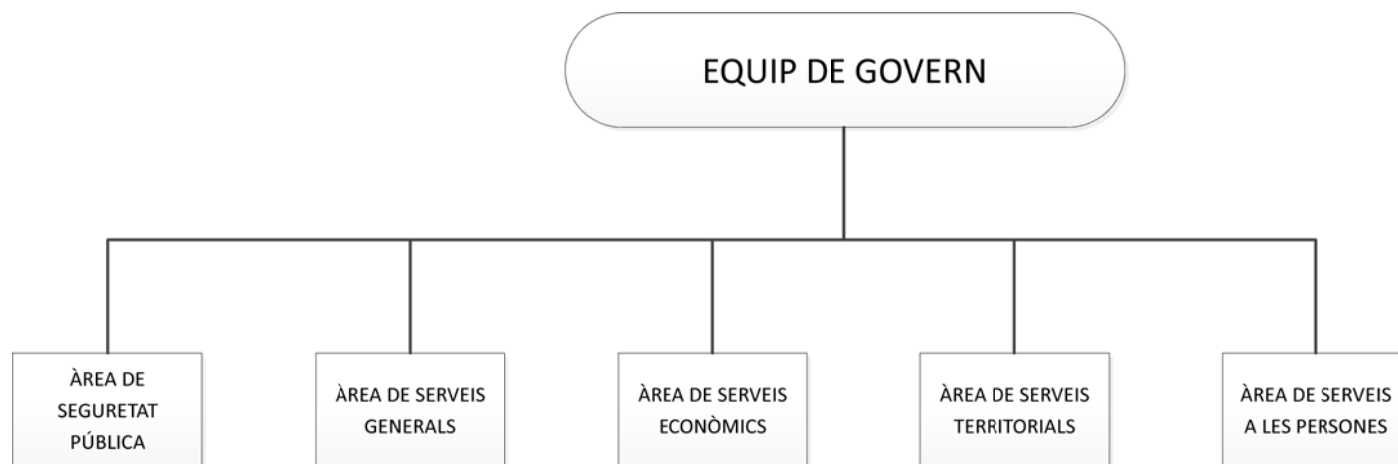 EQUIP DE GOVERN
ÀREA DE
SEGURETAT
PÚBLICA
ÀREA DE SERVEIS
GENERALS
ÀREA DE SERVEIS
ECONÒMICS
ÀREA DE SERVEIS
TERRITORIALS
ÀREA DE SERVEIS
A LES PERSONES